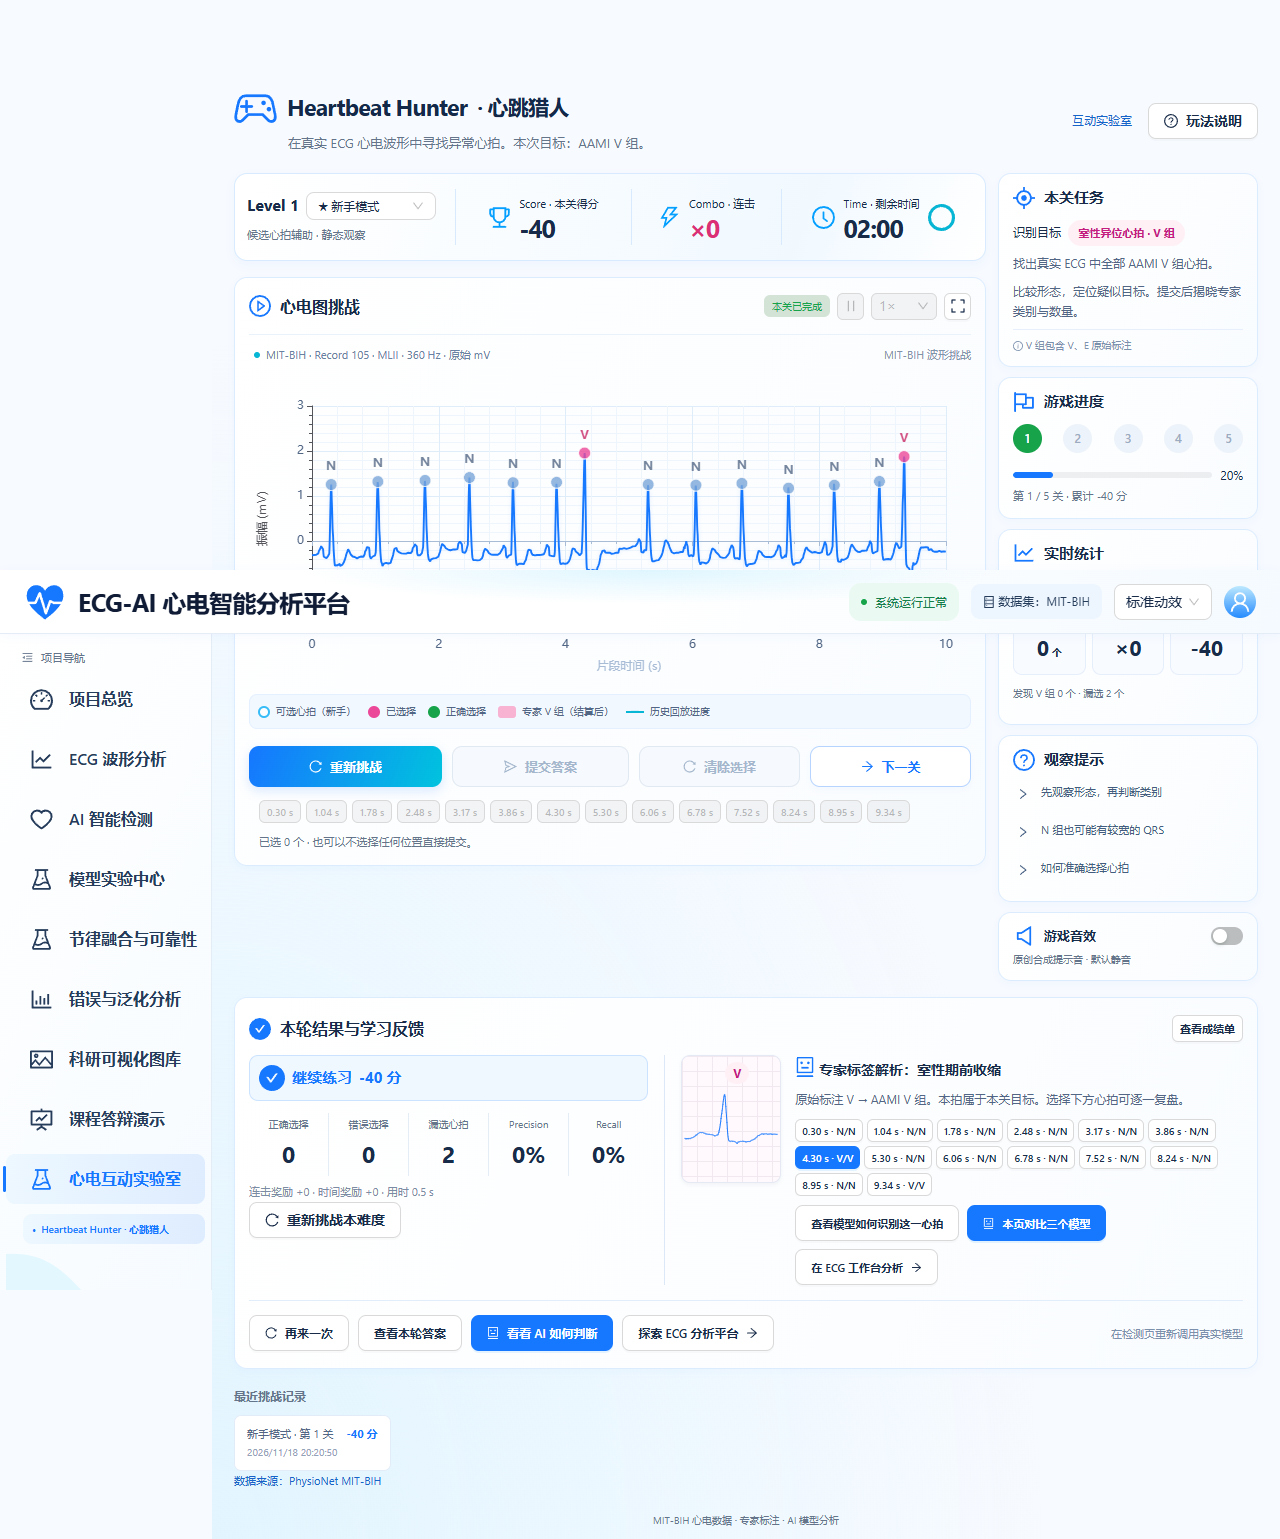 Heartbeat Hunter · 心跳猎人
在真实 ECG 心电波形中寻找异常心拍。本次目标：AAMI V 组。
互动实验室
玩法说明
Level 1
★ 新手模式
候选心拍辅助 · 静态观察
Score · 本关得分
-40
Combo · 连击
×0
Time · 剩余时间
02:00
心电图挑战
本关已完成
1×
MIT-BIH · Record 105 · MLII · 360 Hz · 原始 mV
MIT-BIH 波形挑战
3
2
1
0
振幅 (mV)
N
N
N
N
N
N
V
N
N
N
N
N
N
V
本关任务
识别目标
室性异位心拍 · V 组
找出真实 ECG 中全部 AAMI V 组心拍。
比较形态，定位疑似目标。提交后揭晓专家
类别与数量。
V 组包含 V、E 原始标注
游戏进度
1
2
3
4
5
20%
第 1 / 5 关 · 累计 -40 分
实时统计
ECG-AI 心电智能分析平台
系统运行正常
数据集：MIT-BIH
标准动效
项目导航
项目总览
ECG 波形分析
AI 智能检测
模型实验中心
节律融合与可靠性
错误与泛化分析
科研可视化图库
课程答辩演示
心电互动实验室
• Heartbeat Hunter · 心跳猎人
0
2
4
6
8
10
片段时间 (s)
可选心拍（新手）
已选择
正确选择
专家 V 组（结算后）
历史回放进度
重新挑战
提交答案
清除选择
下一关
0.30 s
1.04 s
1.78 s
2.48 s
3.17 s
3.86 s
4.30 s
5.30 s
6.06 s
6.78 s
7.52 s
8.24 s
8.95 s
9.34 s
已选 0 个 · 也可以不选择任何位置直接提交。
0 个
×0
-40
发现 V 组 0 个 · 漏选 2 个
观察提示
先观察形态，再判断类别
N 组也可能有较宽的 QRS
如何准确选择心拍
游戏音效
原创合成提示音 · 默认静音
本轮结果与学习反馈
查看成绩单
继续练习 -40 分
正确选择
0
错误选择
0
漏选心拍
2
Precision
0%
Recall
0%
连击奖励 +0 · 时间奖励 +0 · 用时 0.5 s
重新挑战本难度
V
专家标签解析：室性期前收缩
原始标注 V → AAMI V 组。本拍属于本关目标。选择下方心拍可逐一复盘。
0.30 s · N/N
1.04 s · N/N
1.78 s · N/N
2.48 s · N/N
3.17 s · N/N
3.86 s · N/N
4.30 s · V/V
5.30 s · N/N
6.06 s · N/N
6.78 s · N/N
7.52 s · N/N
8.24 s · N/N
8.95 s · N/N
9.34 s · V/V
查看模型如何识别这一心拍
本页对比三个模型
在 ECG 工作台分析
再来一次
查看本轮答案
看看 AI 如何判断
探索 ECG 分析平台
在检测页重新调用真实模型
最近挑战记录
新手模式 · 第 1 关
-40 分
2026/11/18 20:20:50
数据来源：PhysioNet MIT-BIH
MIT-BIH 心电数据 · 专家标注 · AI 模型分析